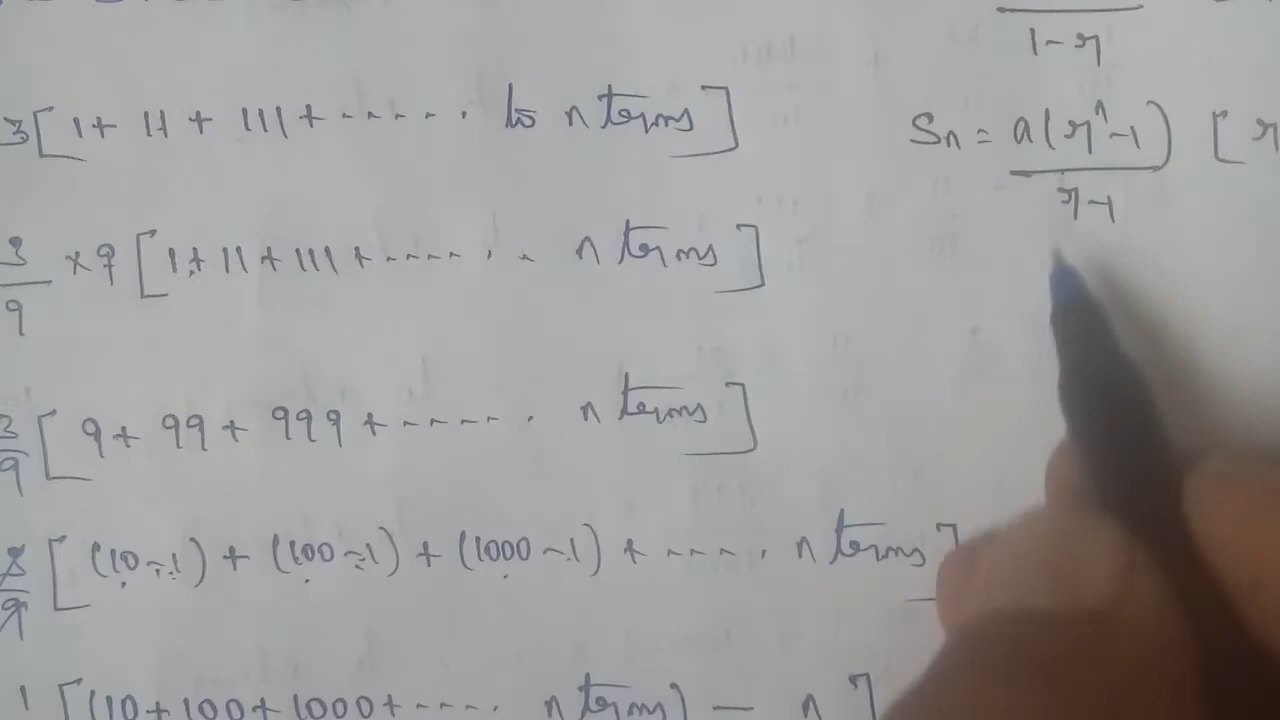 1-r
3[1+ 11 + 111+ ...... to n terms]
Sn = a(r^n-1) [r
r-1
3/9 ×9 [1+11+111+ ....... n terms]
3/9 [9+ 99+ 999+ ...... n terms]
3/9 [(10-1) + (100-1) + (1000-1) + ..... n terms]
1 [(10+100+1000+ ..... n terms) - n]